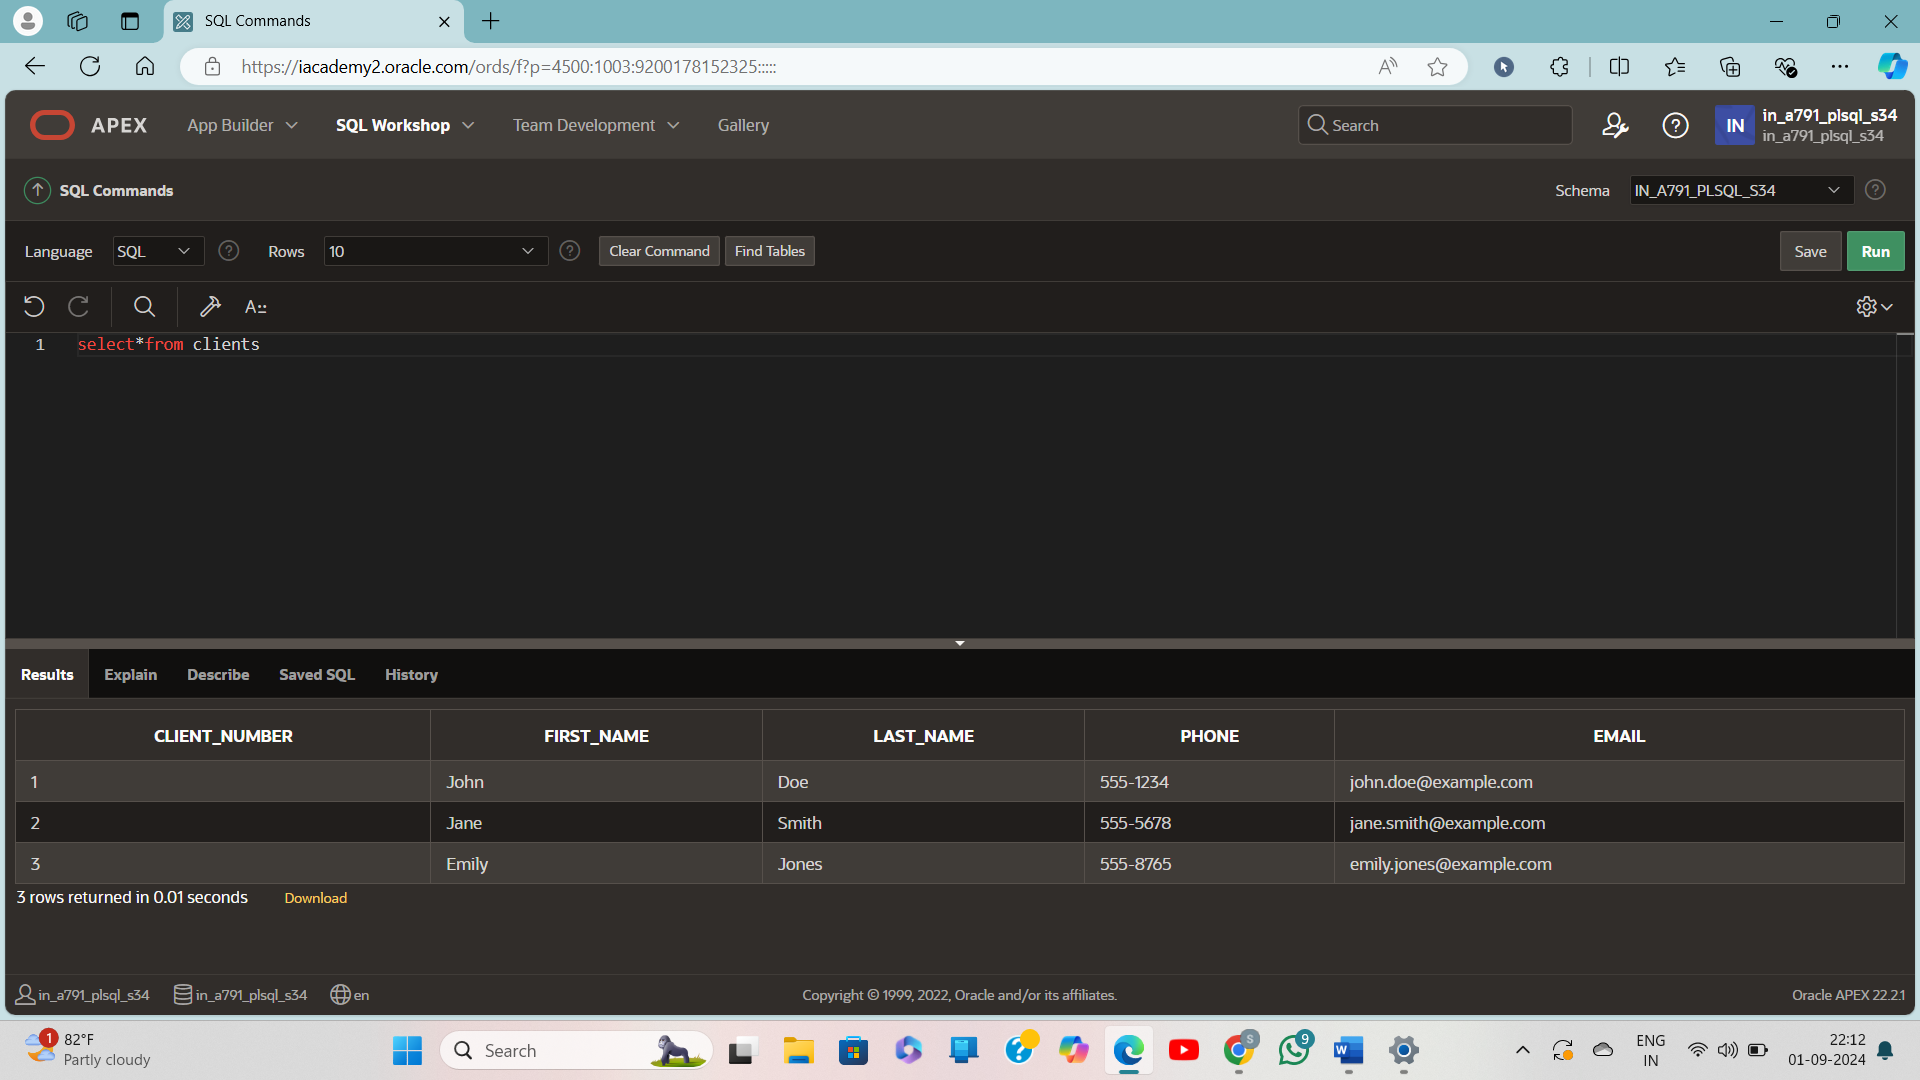 SQL Commands
https://iacademy2.oracle.com/ords/f?p=4500:1003:9200178152325:::::
APEX App Builder SQL Workshop Team Development Gallery Search IN in_a791_plsql_s34
in_a791_plsql_s34
SQL Commands Schema IN_A791_PLSQL_S34
Language SQL Rows 10 Clear Command Find Tables Save Run
A::
1 select*from clients
Results Explain Describe Saved SQL History
CLIENT_NUMBER FIRST_NAME LAST_NAME PHONE EMAIL
1 John Doe 555-1234 john.doe@example.com
2 Jane Smith 555-5678 jane.smith@example.com
3 Emily Jones 555-8765 emily.jones@example.com
3 rows returned in 0.01 seconds Download
in_a791_plsql_s34 in_a791_plsql_s34 en Copyright © 1999, 2022, Oracle and/or its affiliates. Oracle APEX 22.2.1
1 82°F
Partly cloudy
Search
S
9
W
ENG
IN
22:12
01-09-2024